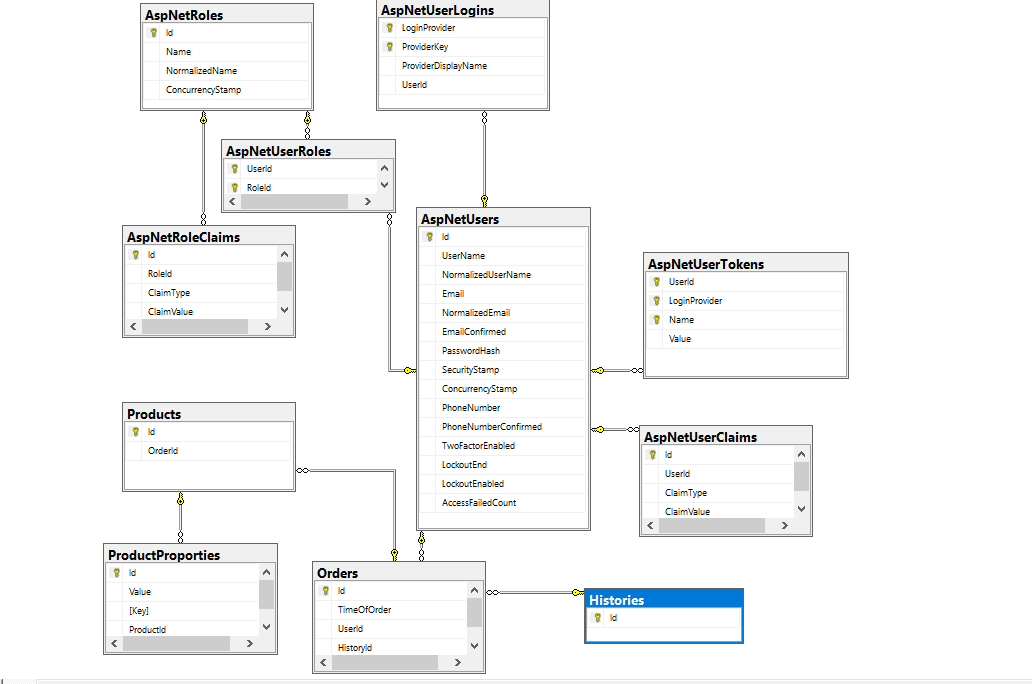 AspNetRoles
Id
Name
NormalizedName
ConcurrencyStamp
AspNetUserLogins
LoginProvider
ProviderKey
ProviderDisplayName
UserId
AspNetUserRoles
UserId
RoleId
AspNetRoleClaims
Id
RoleId
ClaimType
ClaimValue
AspNetUsers
Id
UserName
NormalizedUserName
Email
NormalizedEmail
EmailConfirmed
PasswordHash
SecurityStamp
ConcurrencyStamp
PhoneNumber
PhoneNumberConfirmed
TwoFactorEnabled
LockoutEnd
LockoutEnabled
AccessFailedCount
AspNetUserTokens
UserId
LoginProvider
Name
Value
Products
Id
OrderId
AspNetUserClaims
Id
UserId
ClaimType
ClaimValue
ProductProporties
Id
Value
[Key]
ProductId
Orders
Id
TimeOfOrder
UserId
HistoryId
Histories
Id